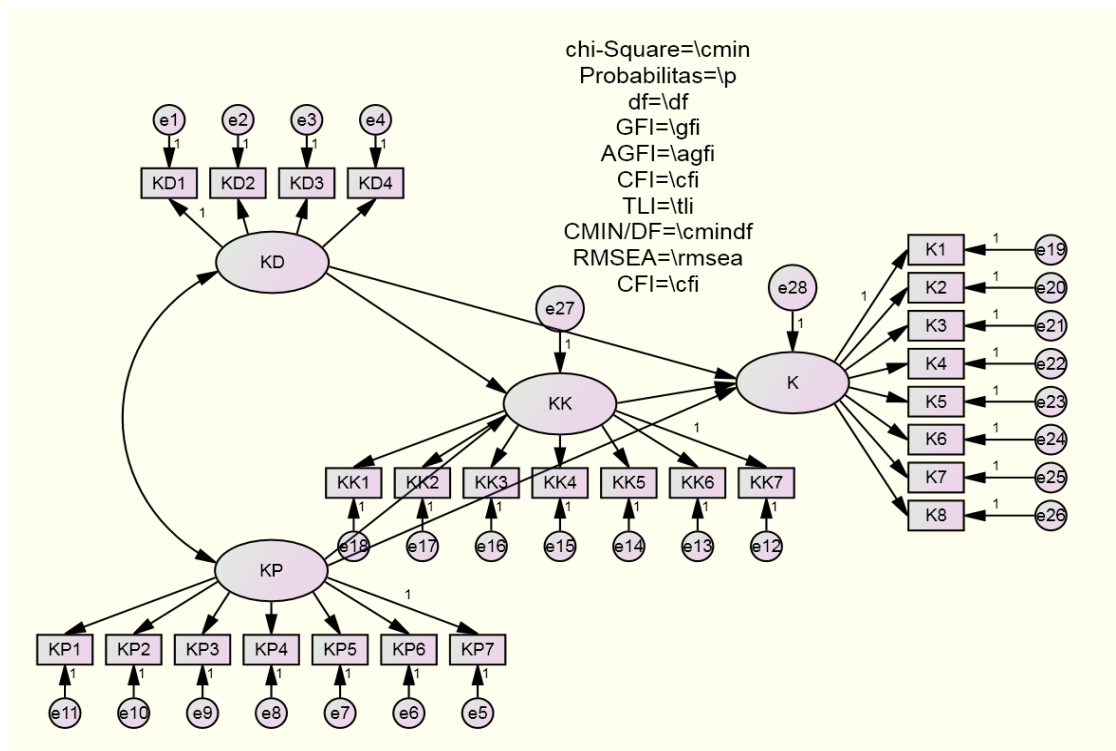 chi-Square=\cmin
Probabilitas=\p
df=\df
GFI=\gfi
AGFI=\agfi
CFI=\cfi
TLI=\tli
CMIN/DF=\cmindf
RMSEA=\rmsea
CFI=\cfi
e1 e2 e3 e4
1 1 1 1
KD1 KD2 KD3 KD4
1
KD
e27
1
e28
1
KK
K
1
K1 1 e19
K2 1 e20
K3 1 e21
K4 1 e22
K5 1 e23
K6 1 e24
K7 1 e25
K8 1 e26
1
KK1 KK2 KK3 KK4 KK5 KK6 KK7
1 1 1 1 1 1 1
e18 e17 e16 e15 e14 e13 e12
KP
1
KP1 KP2 KP3 KP4 KP5 KP6 KP7
1 1 1 1 1 1 1
e11 e10 e9 e8 e7 e6 e5